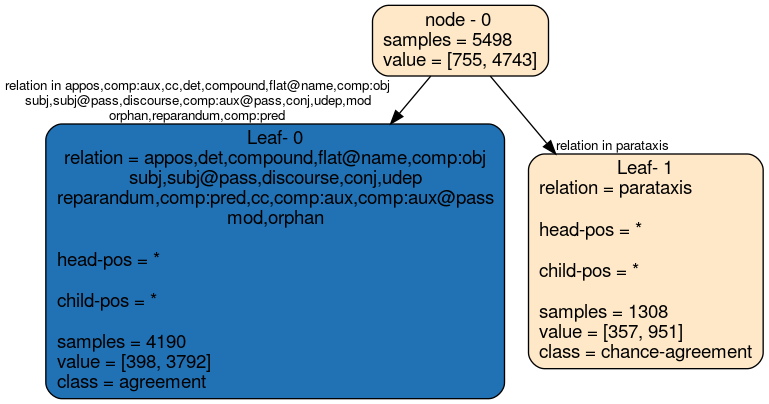 node - 0
samples = 5498
value = [755, 4743]
relation in appos,comp:aux,cc,det,compound,flat@name,comp:obj
subj,subj@pass,discourse,comp:aux@pass,conj,udep,mod
orphan,reparandum,comp:pred
relation in parataxis
Leaf- 0
relation = appos,det,compound,flat@name,comp:obj
subj,subj@pass,discourse,conj,udep
reparandum,comp:pred,cc,comp:aux,comp:aux@pass
mod,orphan
head-pos = *
child-pos = *
samples = 4190
value = [398, 3792]
class = agreement
Leaf- 1
relation = parataxis
head-pos = *
child-pos = *
samples = 1308
value = [357, 951]
class = chance-agreement